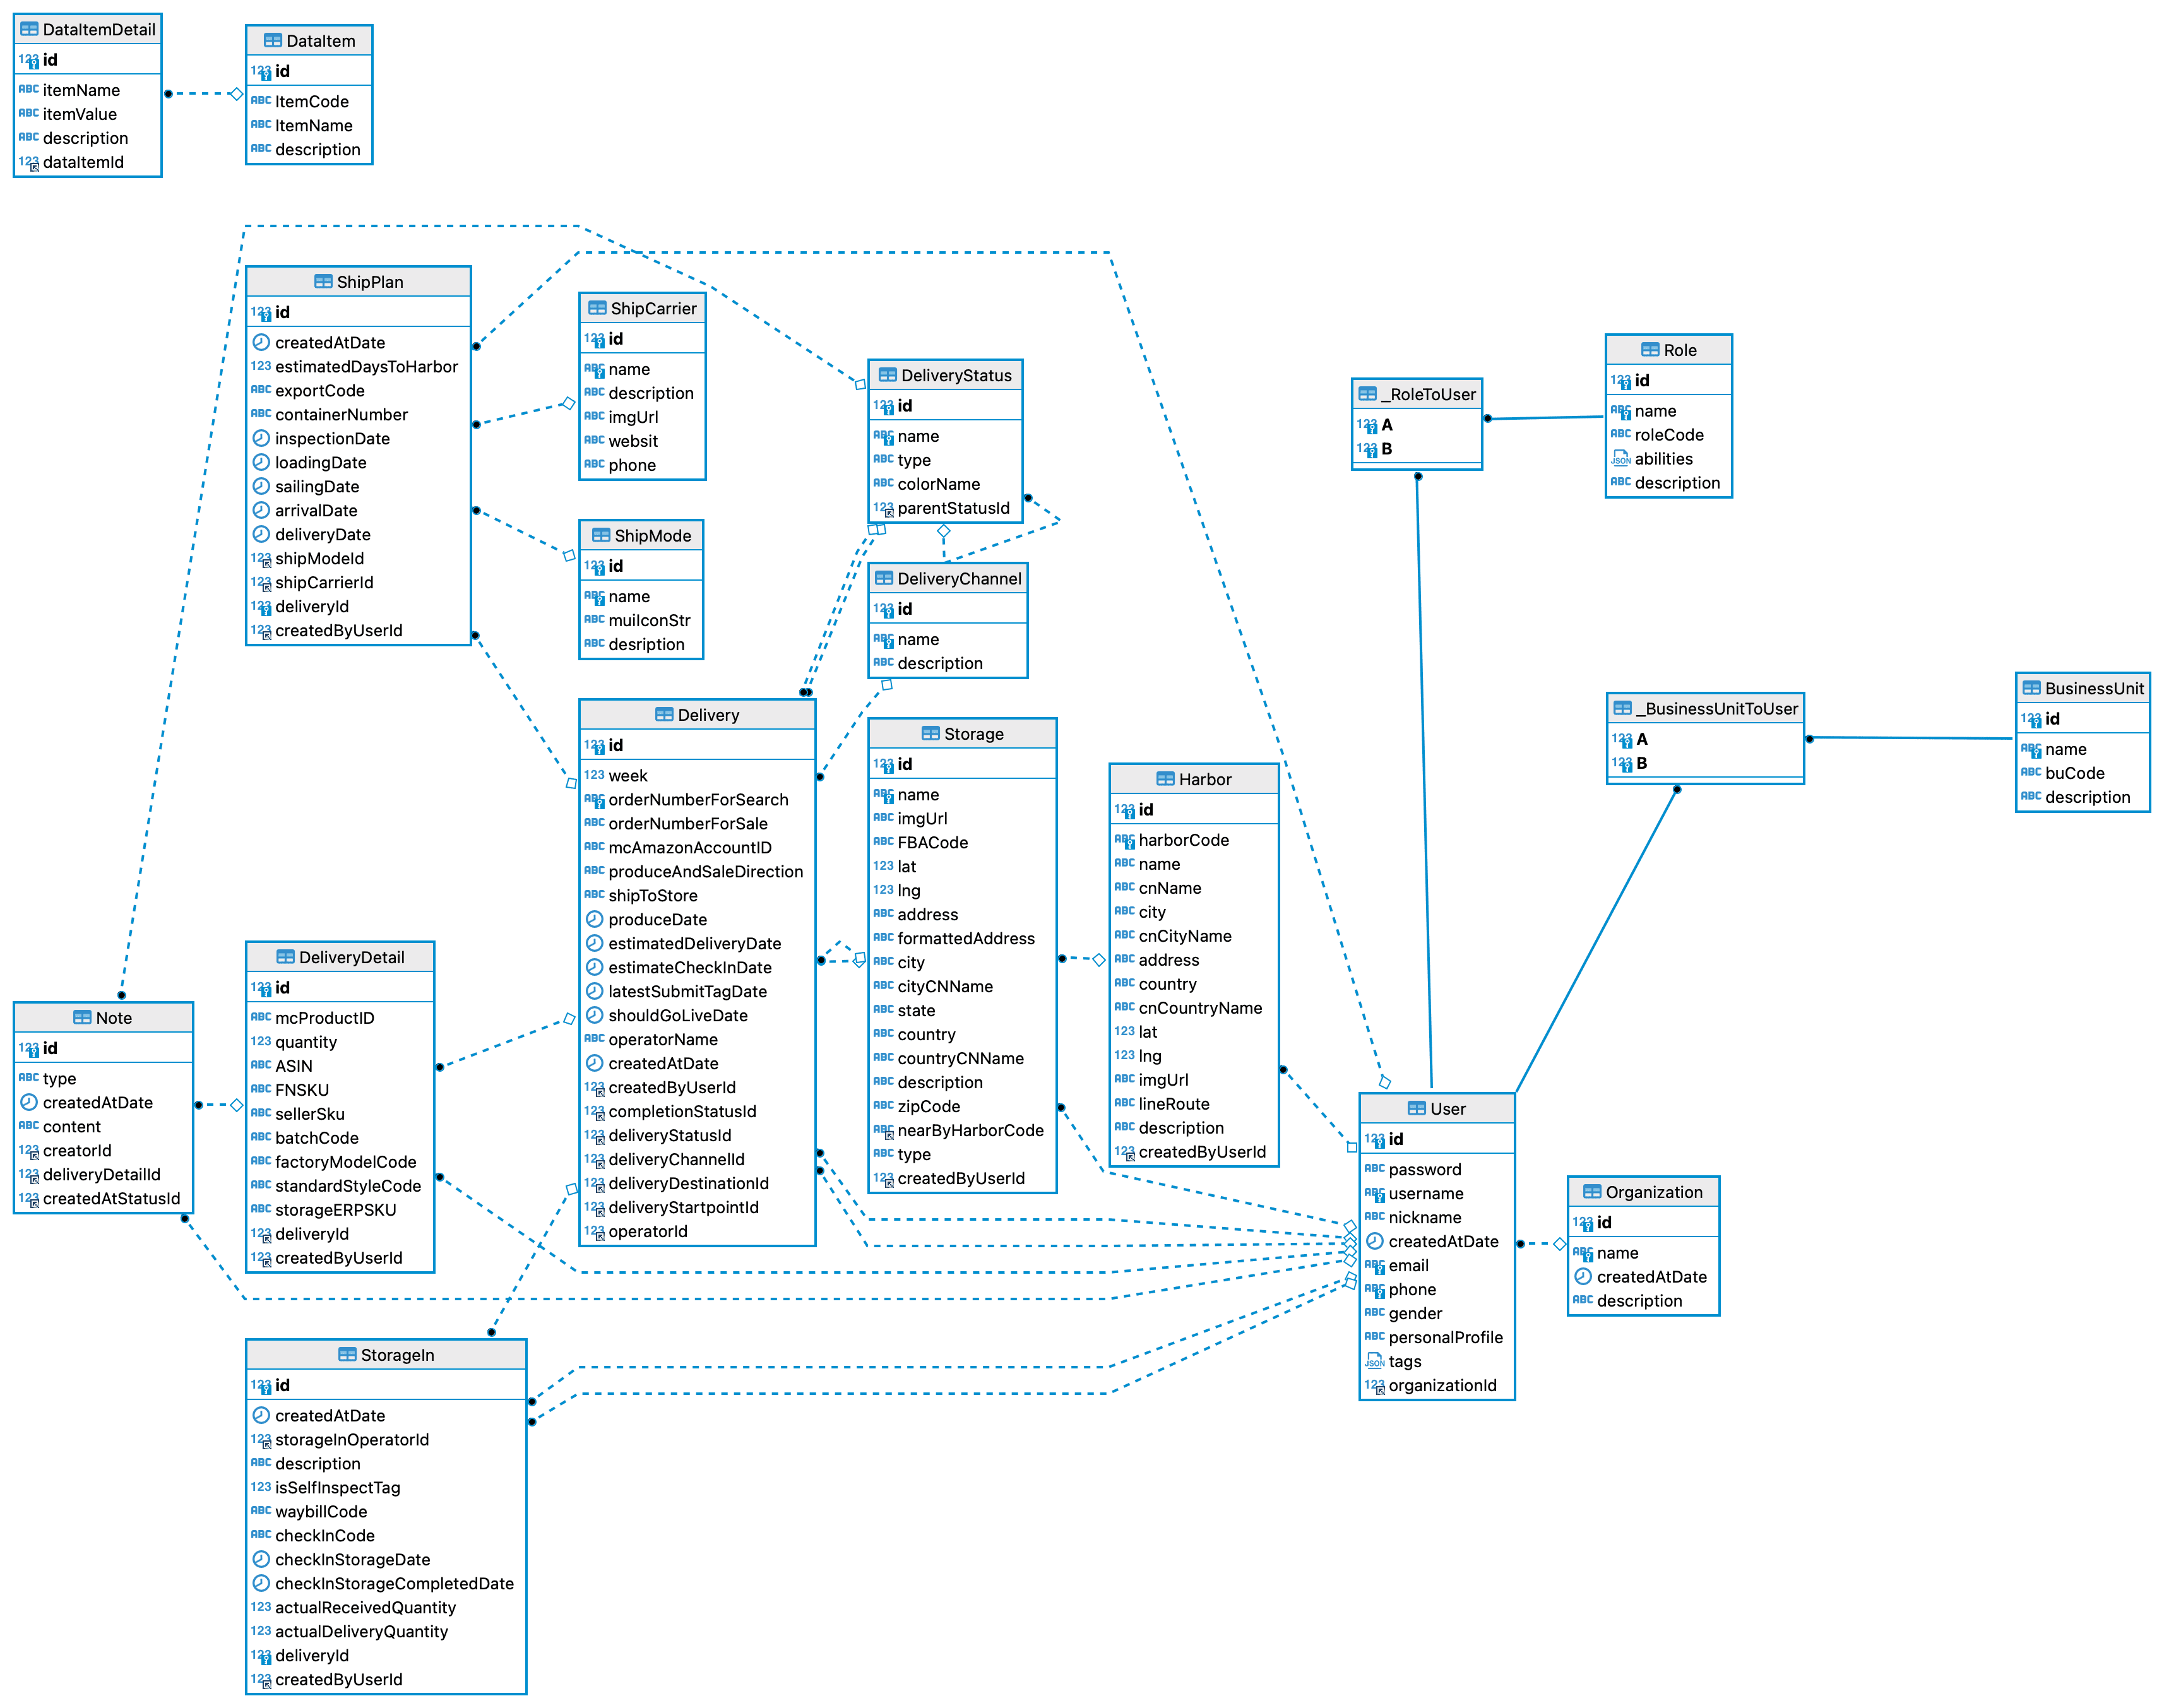 DataItemDetail
id
itemName
itemValue
description
dataItemId
DataItem
id
ItemCode
ItemName
description
ShipPlan
id
createdAtDate
estimatedDaysToHarbor
exportCode
containerNumber
inspectionDate
loadingDate
sailingDate
arrivalDate
deliveryDate
shipModeId
shipCarrierId
deliveryId
createdByUserId
ShipCarrier
id
name
description
imgUrl
websit
phone
ShipMode
id
name
muiIconStr
desription
DeliveryStatus
id
name
type
colorName
parentStatusId
DeliveryChannel
id
name
description
_RoleToUser
A
B
Role
id
name
roleCode
abilities
description
_BusinessUnitToUser
A
B
BusinessUnit
id
name
buCode
description
Delivery
id
week
orderNumberForSearch
orderNumberForSale
mcAmazonAccountID
produceAndSaleDirection
shipToStore
produceDate
estimatedDeliveryDate
estimateCheckInDate
latestSubmitTagDate
shouldGoLiveDate
operatorName
createdAtDate
createdByUserId
completionStatusId
deliveryStatusId
deliveryChannelId
deliveryDestinationId
deliveryStartpointId
operatorId
Storage
id
name
imgUrl
FBACode
lat
lng
address
formattedAddress
city
cityCNName
state
country
countryCNName
description
zipCode
nearByHarborCode
type
createdByUserId
Harbor
id
harborCode
name
cnName
city
cnCityName
address
country
cnCountryName
lat
lng
imgUrl
lineRoute
description
createdByUserId
Note
id
type
createdAtDate
content
creatorId
deliveryDetailId
createdAtStatusId
DeliveryDetail
id
mcProductID
quantity
ASIN
FNSKU
sellerSku
batchCode
factoryModelCode
standardStyleCode
storageERPSKU
deliveryId
createdByUserId
User
id
password
username
nickname
createdAtDate
email
phone
gender
personalProfile
tags
organizationId
Organization
id
name
createdAtDate
description
StorageIn
id
createdAtDate
storageInOperatorId
description
isSelfInspectTag
waybillCode
checkInCode
checkInStorageDate
checkInStorageCompletedDate
actualReceivedQuantity
actualDeliveryQuantity
deliveryId
createdByUserId